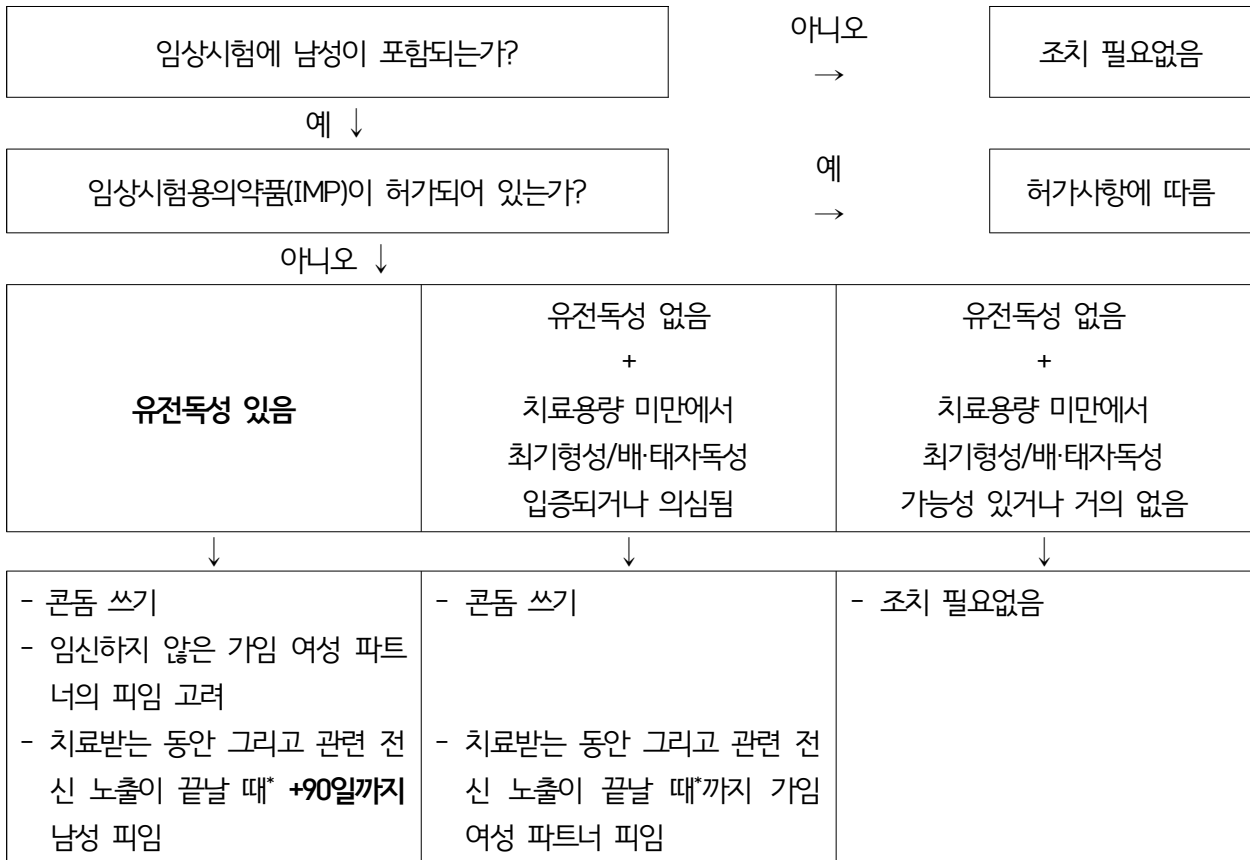 임상시험에 남성이 포함되는가?
아니오
→
조치 필요없음
예 ↓
임상시험용의약품(IMP)이 허가되어 있는가?
예
→
허가사항에 따름
아니오 ↓
유전독성 있음
유전독성 없음
+
치료용량 미만에서
최기형성/배·태자독성
입증되거나 의심됨
유전독성 없음
+
치료용량 미만에서
최기형성/배·태자독성
가능성 있거나 거의 없음
↓
↓
↓
- 콘돔 쓰기
- 임신하지 않은 가임 여성 파트
너의 피임 고려
- 치료받는 동안 그리고 관련 전
신 노출이 끝날 때* +90일까지
남성 피임
- 콘돔 쓰기
- 치료받는 동안 그리고 관련 전
신 노출이 끝날 때*까지 가임
여성 파트너 피임
- 조치 필요없음